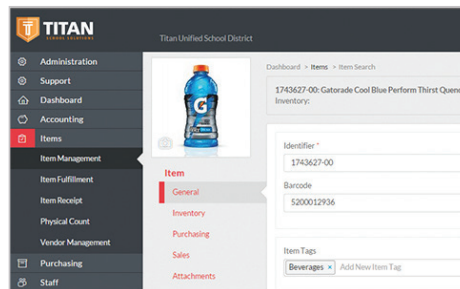 TITAN
SCHOOL SOLUTIONS
Titan Unified School District
Administration
Support
Dashboard
Accounting
Items
Item Management
Item Fulfillment
Item Receipt
Physical Count
Vendor Management
Purchasing
Staff
G
Item
General
Inventory
Purchasing
Sales
Attachments
Dashboard > Items > Item Search
1743627-00: Gatorade Cool Blue Perform Thirst Quenc
Inventory:
Identifier *
1743627-00
Barcode
5200012936
Item Tags
Beverages ×
Add New Item Tag